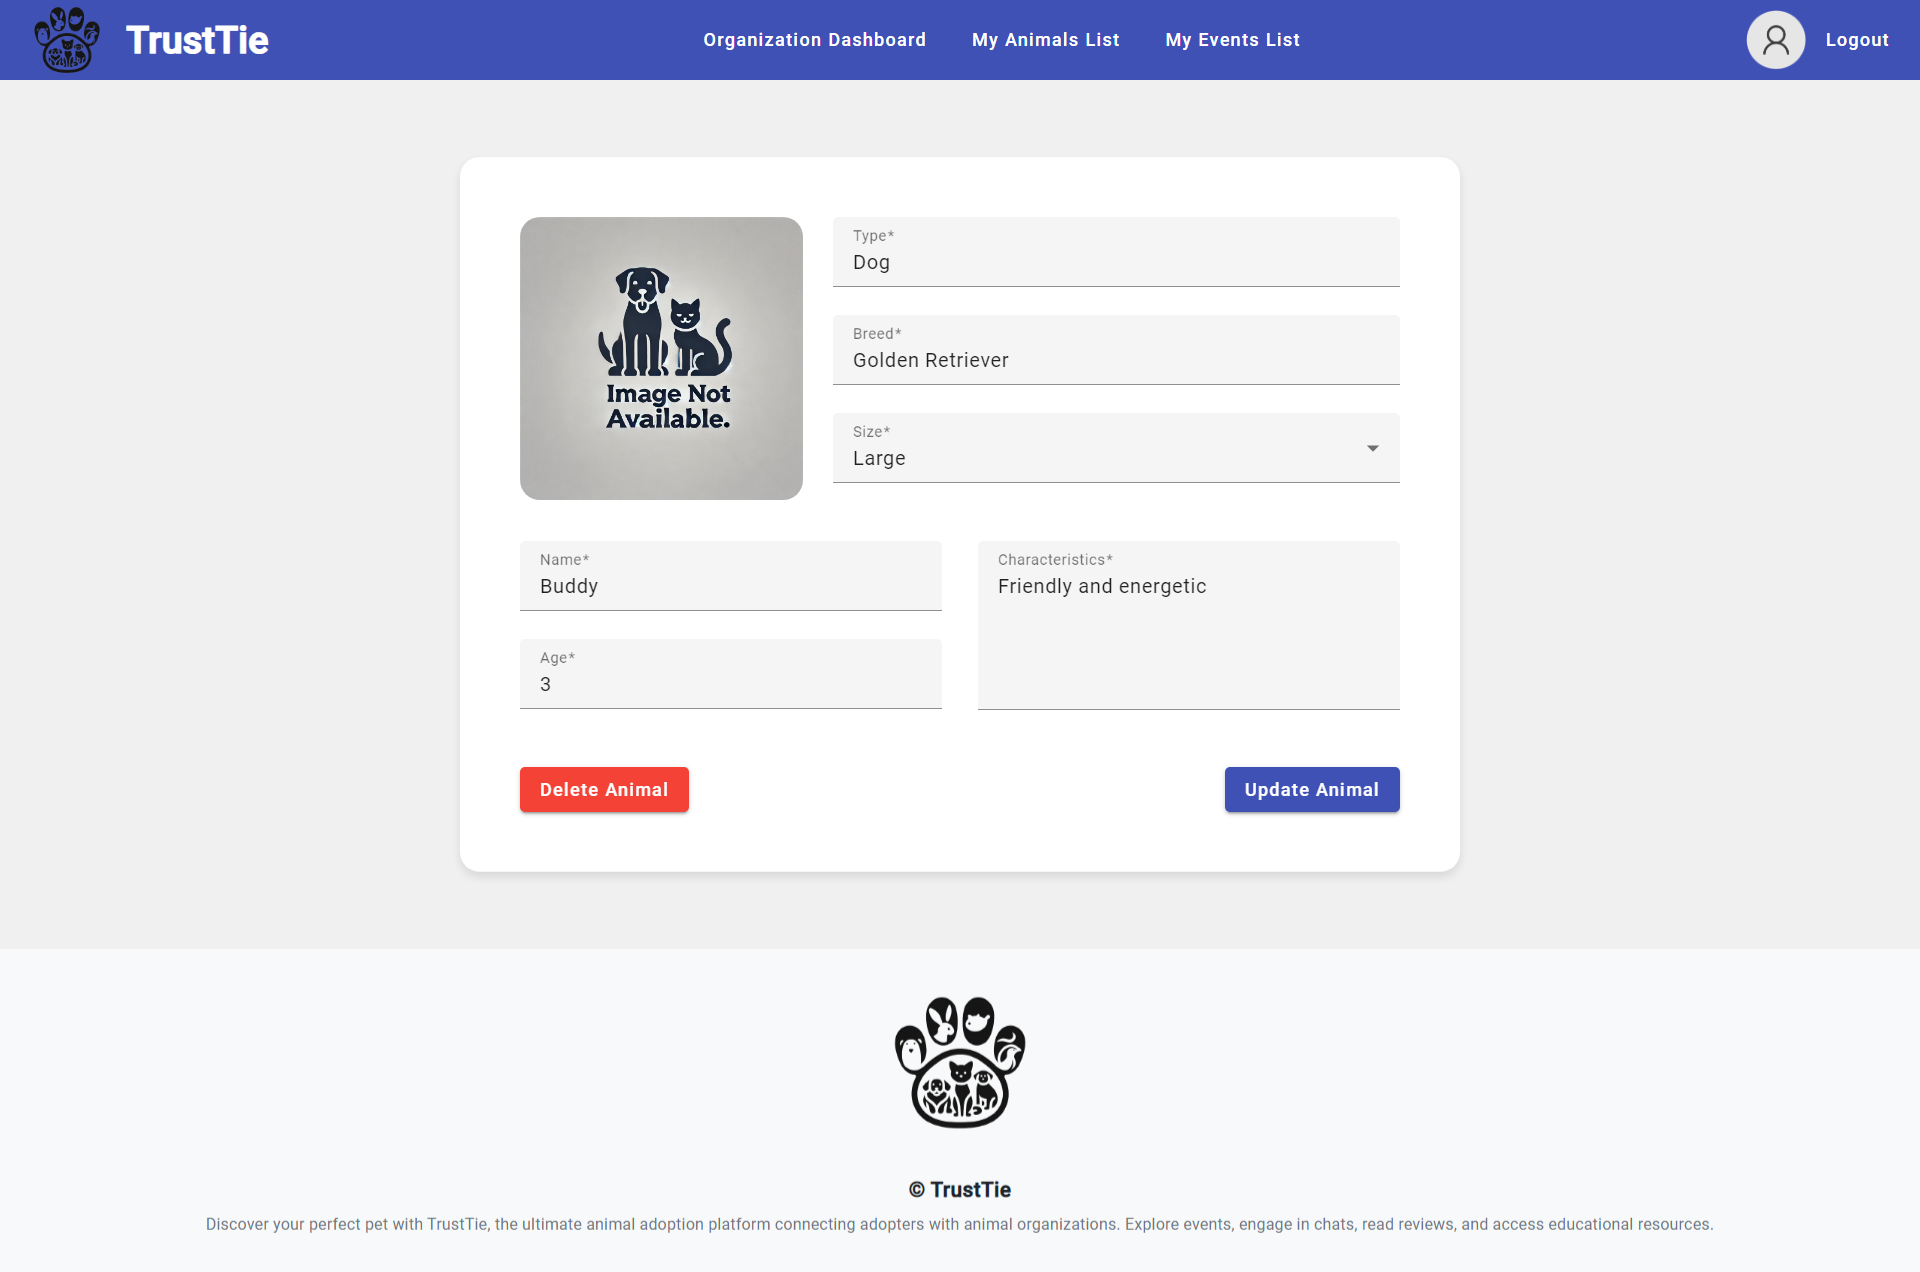 TrustTie
Organization Dashboard
My Animals List
My Events List
Logout
Image Not
Available.
Type*
Dog
Breed*
Golden Retriever
Size*
Large
Name*
Buddy
Characteristics*
Friendly and energetic
Age*
3
Delete Animal
Update Animal
© TrustTie
Discover your perfect pet with TrustTie, the ultimate animal adoption platform connecting adopters with animal organizations. Explore events, engage in chats, read reviews, and access educational resources.